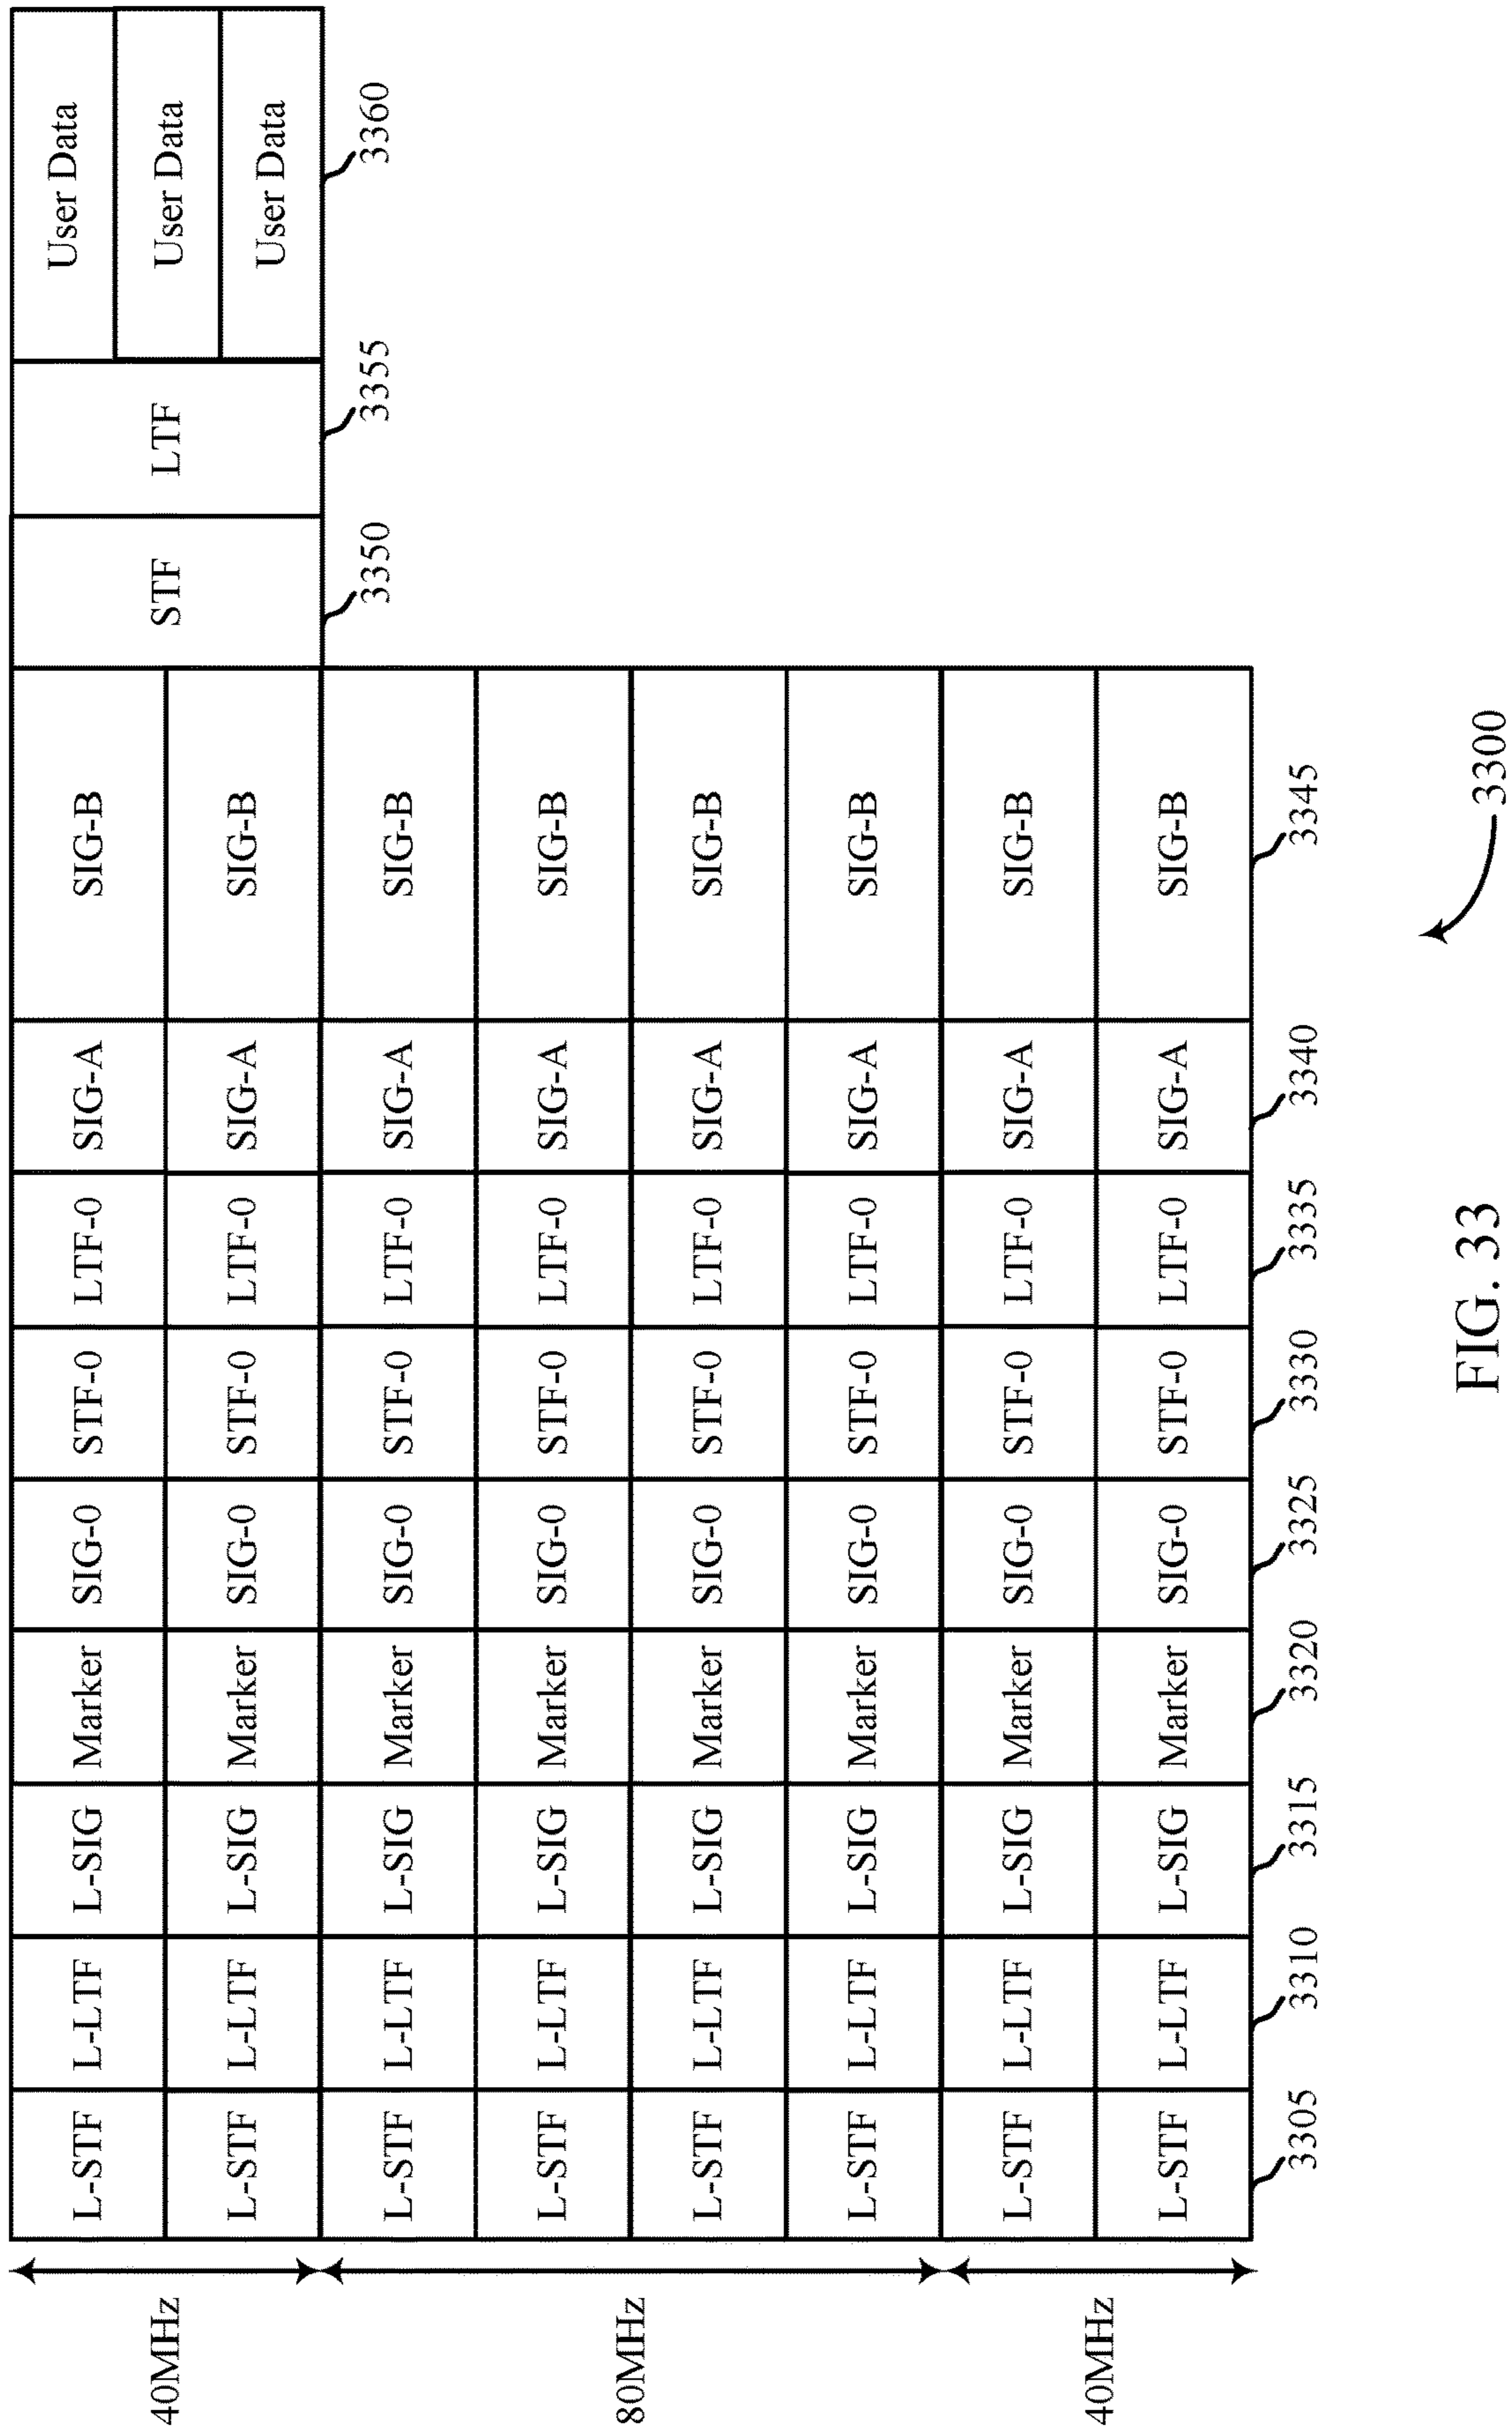 40MHz
80MHz
40MHz
L-STF L-LTF L-SIG Marker SIG-0 STF-0 LTF-0 SIG-A SIG-B STF LTF User Data
User Data
User Data
L-STF L-LTF L-SIG Marker SIG-0 STF-0 LTF-0 SIG-A SIG-B
L-STF L-LTF L-SIG Marker SIG-0 STF-0 LTF-0 SIG-A SIG-B
L-STF L-LTF L-SIG Marker SIG-0 STF-0 LTF-0 SIG-A SIG-B
L-STF L-LTF L-SIG Marker SIG-0 STF-0 LTF-0 SIG-A SIG-B
L-STF L-LTF L-SIG Marker SIG-0 STF-0 LTF-0 SIG-A SIG-B
L-STF L-LTF L-SIG Marker SIG-0 STF-0 LTF-0 SIG-A SIG-B
L-STF L-LTF L-SIG Marker SIG-0 STF-0 LTF-0 SIG-A SIG-B
3350 3355 3360
3305 3310 3315 3320 3325 3330 3335 3340 3345
3300
FIG. 33